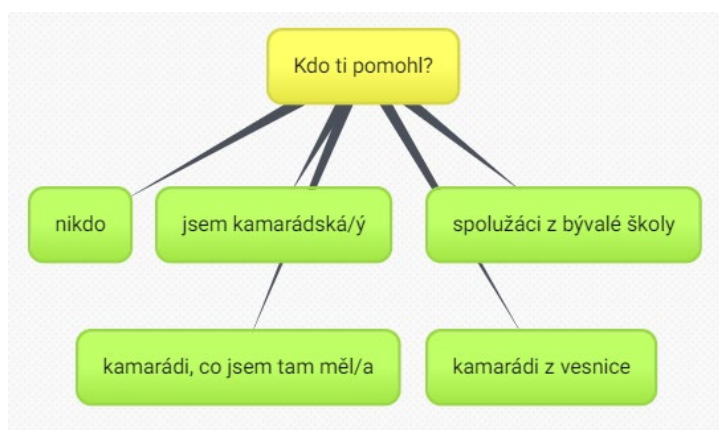 Kdo ti pomohl?
nikdo
jsem kamarádská/ý
spolužáci z bývalé školy
kamarádi, co jsem tam měl/a
kamarádi z vesnice